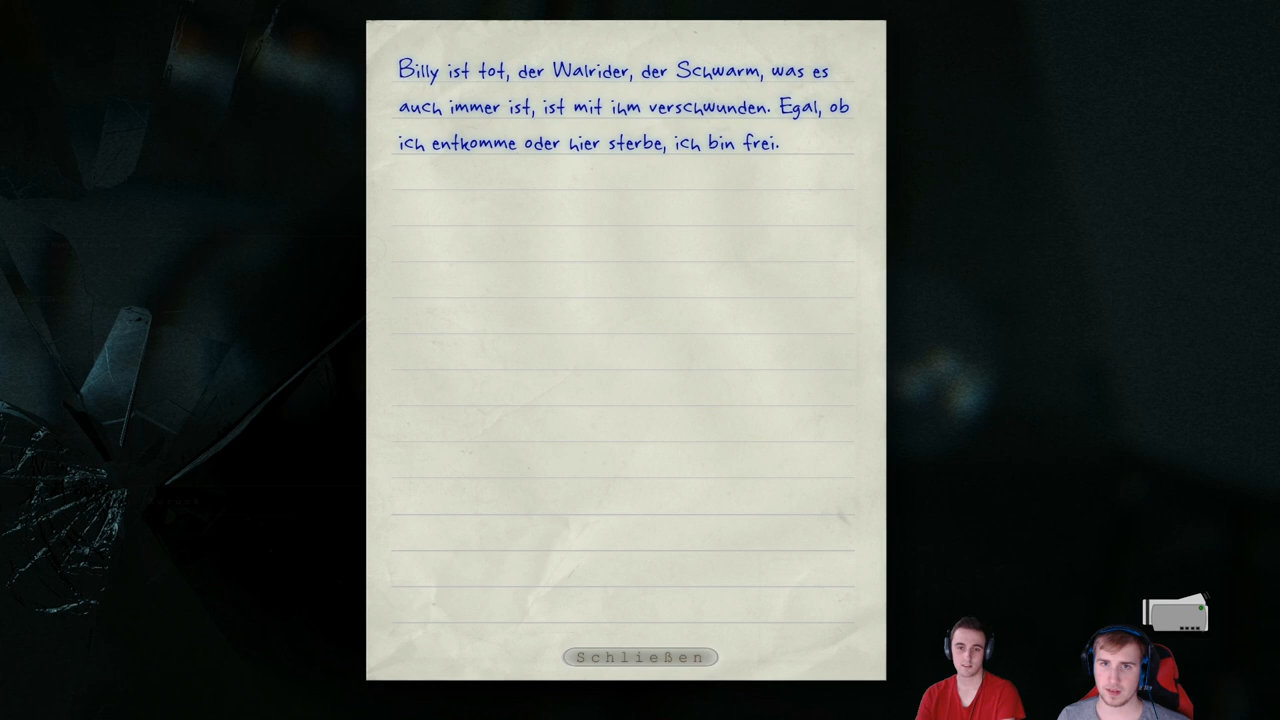 Billy ist tot, der Walrider, der Schwarm, was es
auch immer ist, ist mit ihm verschwunden. Egal, ob
ich entkomme oder hier sterbe, ich bin frei.
Schließen